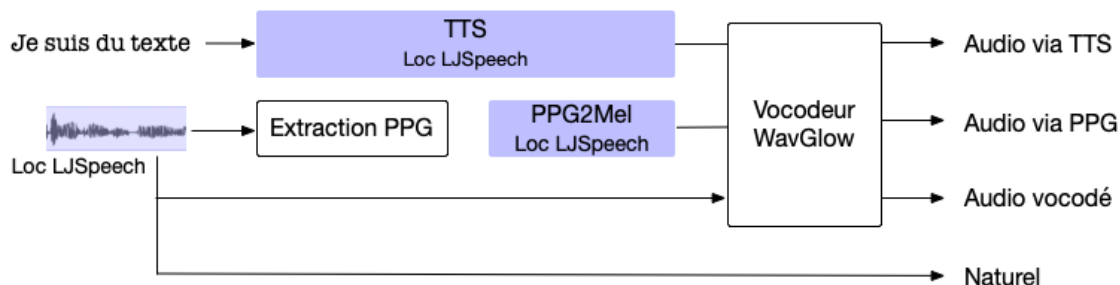 Je suis du texte
TTS
Loc LJSpeech
Audio via TTS
Extraction PPG
PPG2Mel
Loc LJSpeech
Vocodeur
WavGlow
Audio via PPG
Loc LJSpeech
Audio vocodé
Naturel